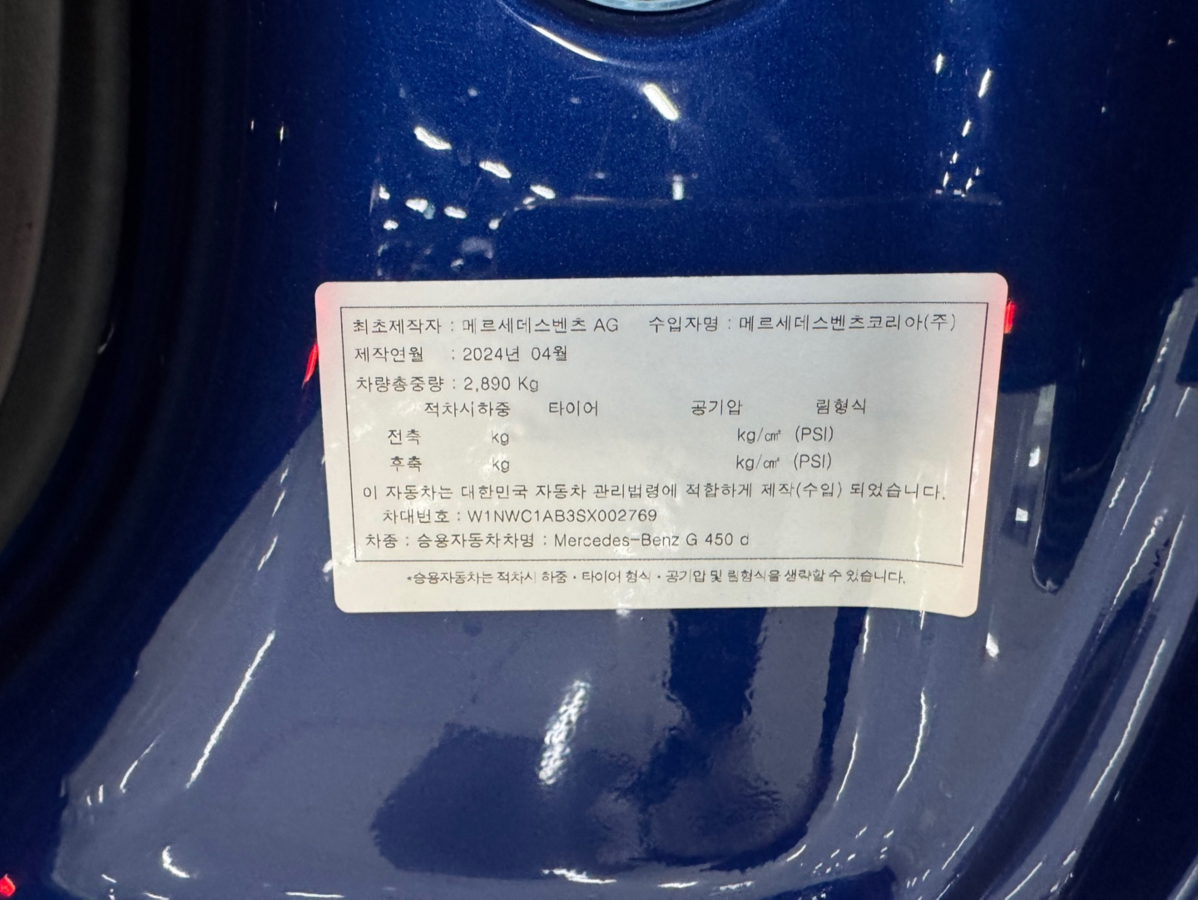 최초제작자 : 메르세데스벤츠 AG 수입자명 : 메르세데스벤츠코리아(주)
제작연월 : 2024년 04월
차량총중량 : 2,890 Kg
적차시하중 타이어 공기압 림형식
전축 kg kg/㎠ (PSI)
후축 kg kg/㎠ (PSI)
이 자동차는 대한민국 자동차 관리법령에 적합하게 제작(수입) 되었습니다.
차대번호 : W1NWC1AB3SX002769
차종 : 승용자동차차명 : Mercedes-Benz G 450 d
*승용자동차는 적차시 하중·타이어 형식·공기압 및 림형식을 생략할 수 있습니다.